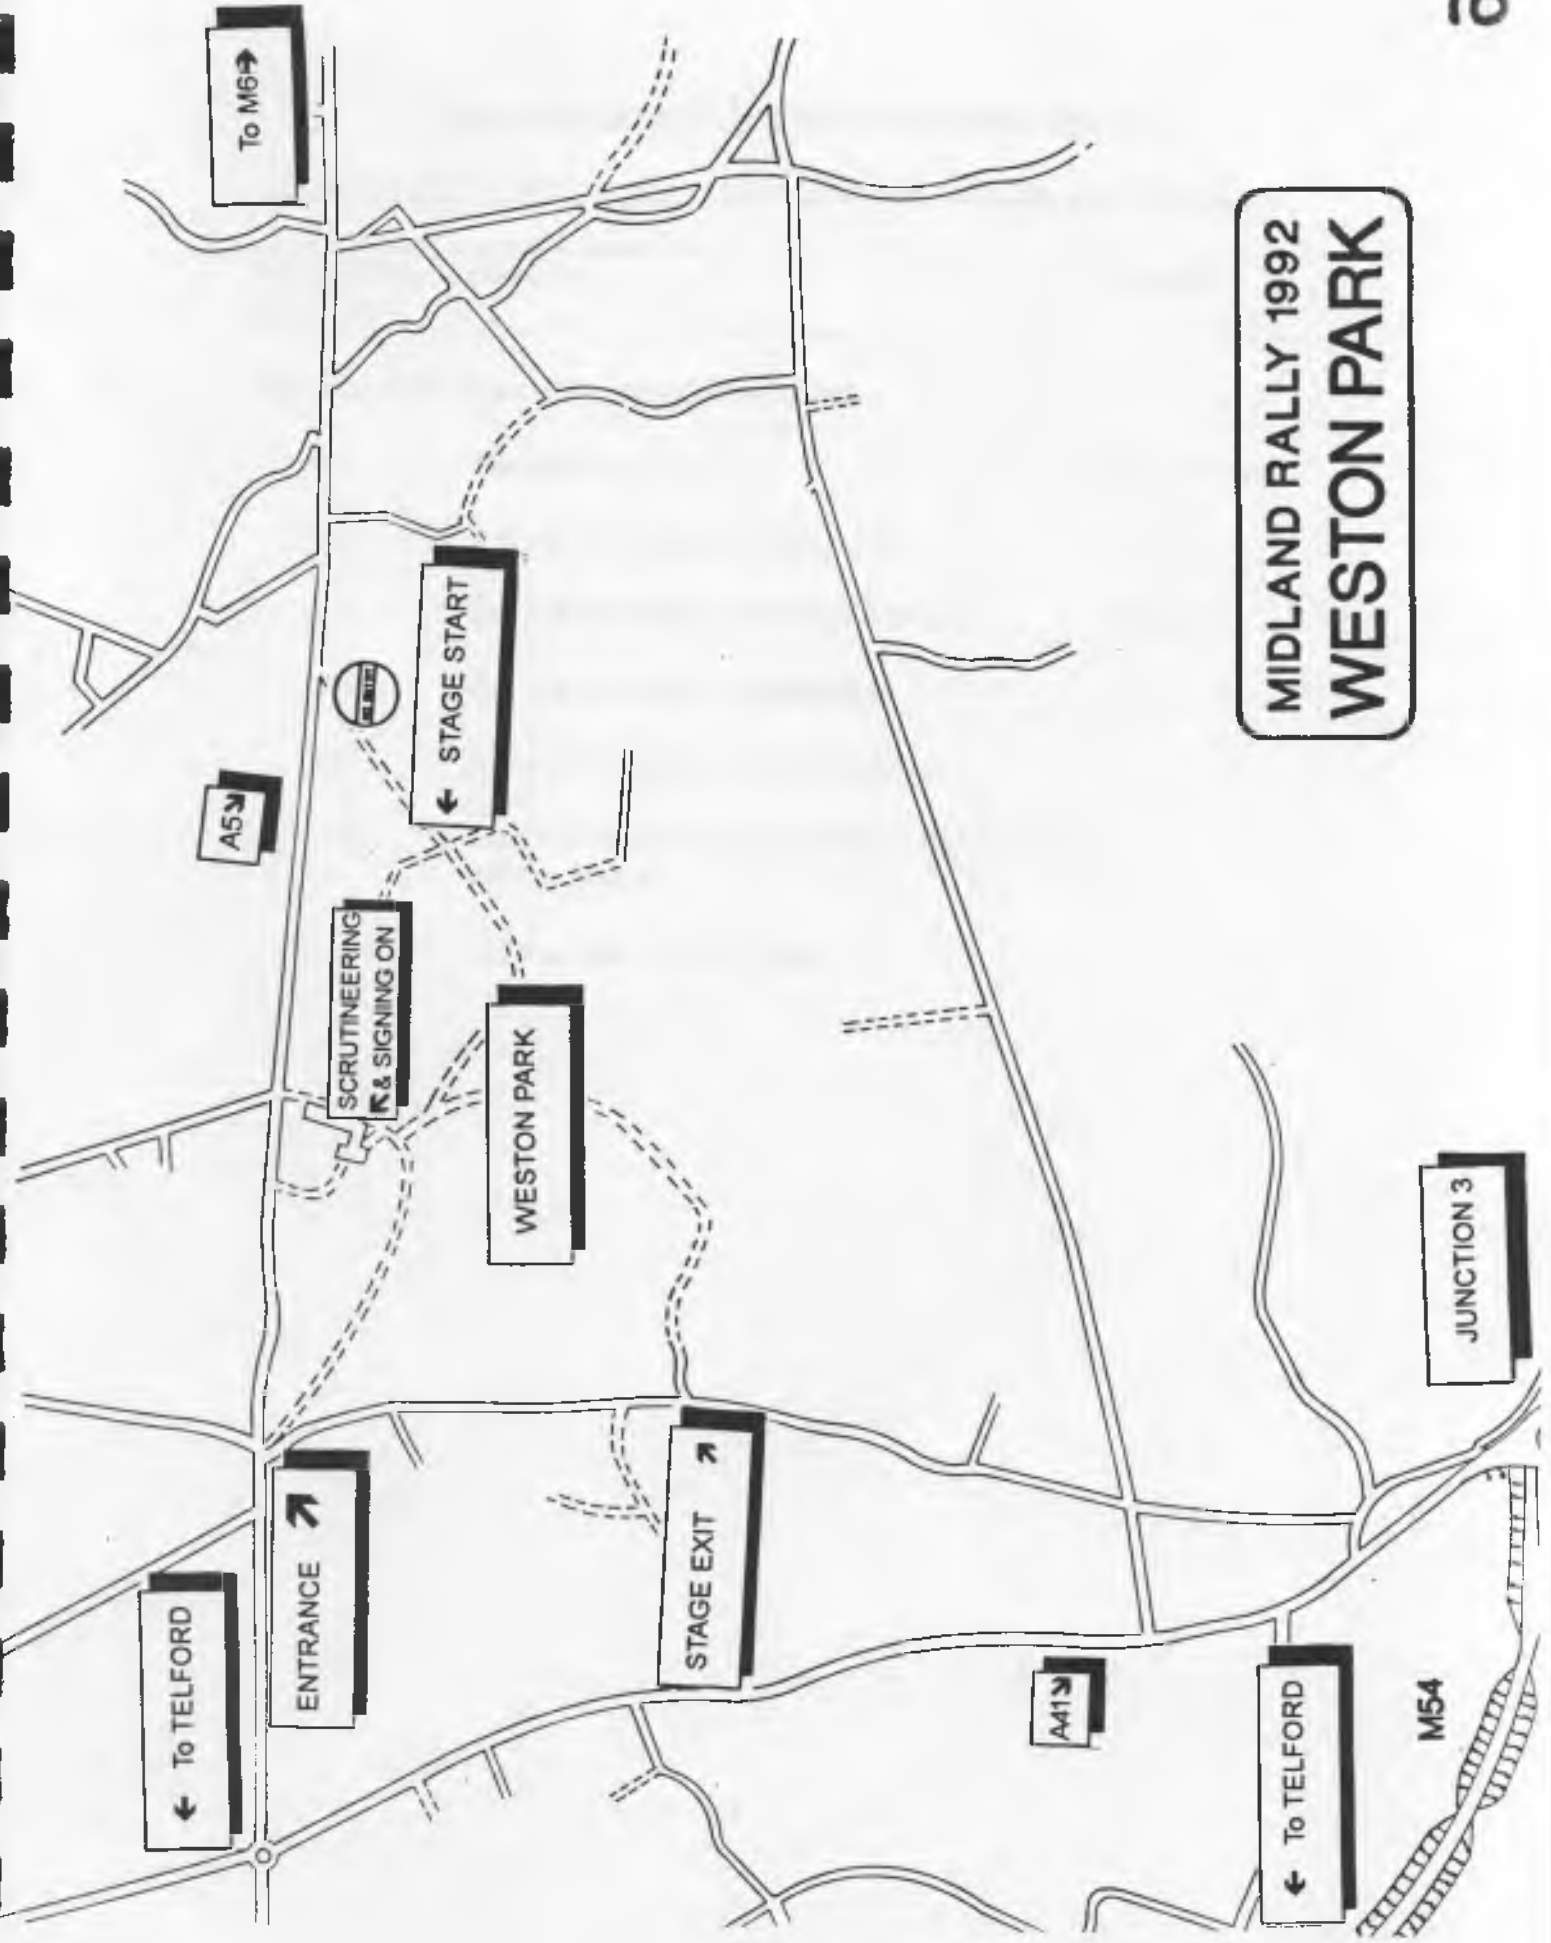 To M6→
A5↘
← STAGE START
SCRUTINEERING
↖ & SIGNING ON
WESTON PARK
← To TELFORD
ENTRANCE ↗
STAGE EXIT ↗
A41↘
← To TELFORD
M54
JUNCTION 3
MIDLAND RALLY 1992
WESTON PARK